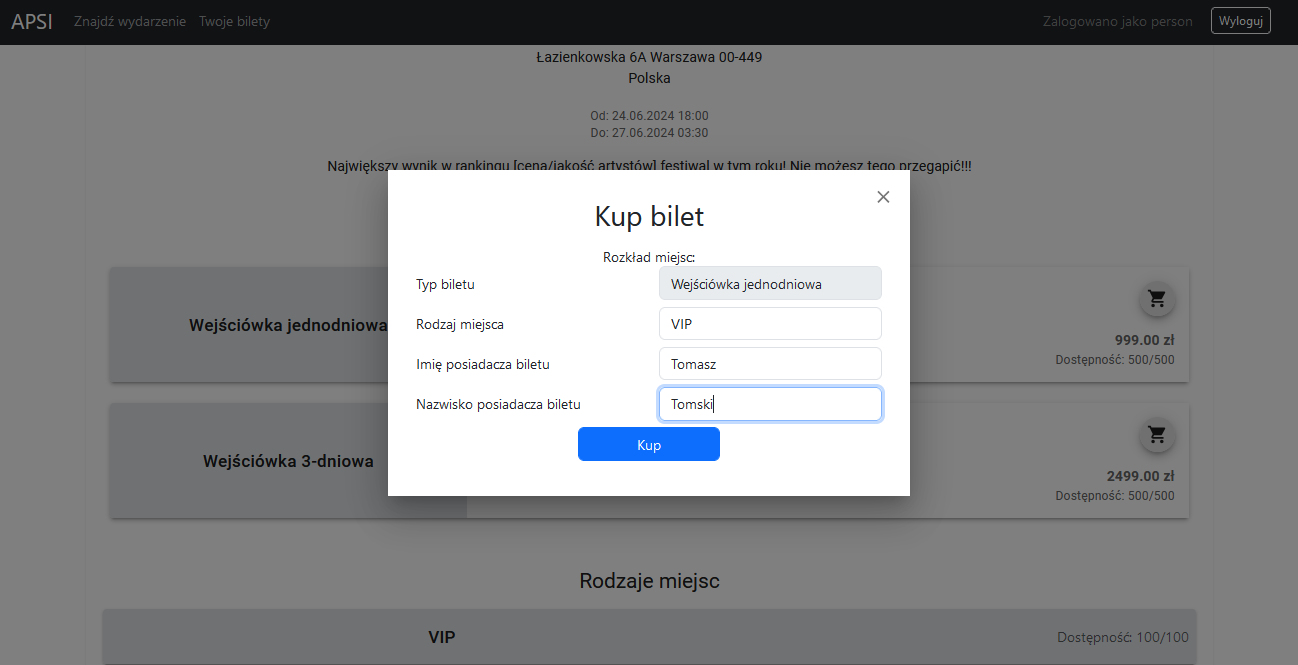 APSI Znajdź wydarzenie Twoje bilety Zalogowano jako person Wyloguj
Łazienkowska 6A Warszawa 00-449
Polska
Od: 24.06.2024 18:00
Do: 27.06.2024 03:30
Największy wynik w rankingu [cena/jakość artystów] festiwal w tym roku! Nie możesz tego przegapić!!!
Kup bilet
Rozkład miejsc:
Typ biletu Wejściówka jednodniowa
Rodzaj miejsca VIP
Imię posiadacza biletu Tomasz
Nazwisko posiadacza biletu Tomski
Kup
Wejściówka jednodniowa
999.00 zł
Dostępność: 500/500
Wejściówka 3-dniowa
2499.00 zł
Dostępność: 500/500
Rodzaje miejsc
VIP Dostępność: 100/100